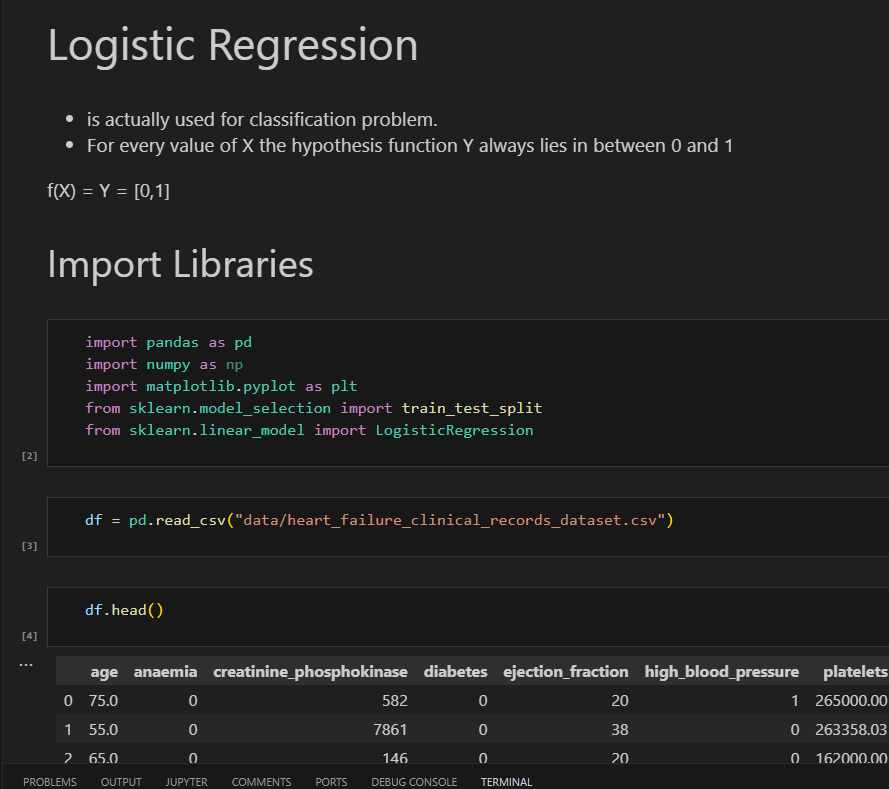 Logistic Regression
• is actually used for classification problem.
• For every value of X the hypothesis function Y always lies in between 0 and 1
f(X) = Y = [0,1]
Import Libraries
import pandas as pd
import numpy as np
import matplotlib.pyplot as plt
from sklearn.model_selection import train_test_split
from sklearn.linear_model import LogisticRegression
[2]
df = pd.read_csv("data/heart_failure_clinical_records_dataset.csv")
[3]
df.head()
[4]
...
age anaemia creatinine_phosphokinase diabetes ejection_fraction high_blood_pressure platelets
0 75.0 0 582 0 20 1 265000.00
1 55.0 0 7861 0 38 0 263358.03
2 65.0 0 146 0 20 0 162000.00
PROBLEMS OUTPUT JUPYTER COMMENTS PORTS DEBUG CONSOLE TERMINAL